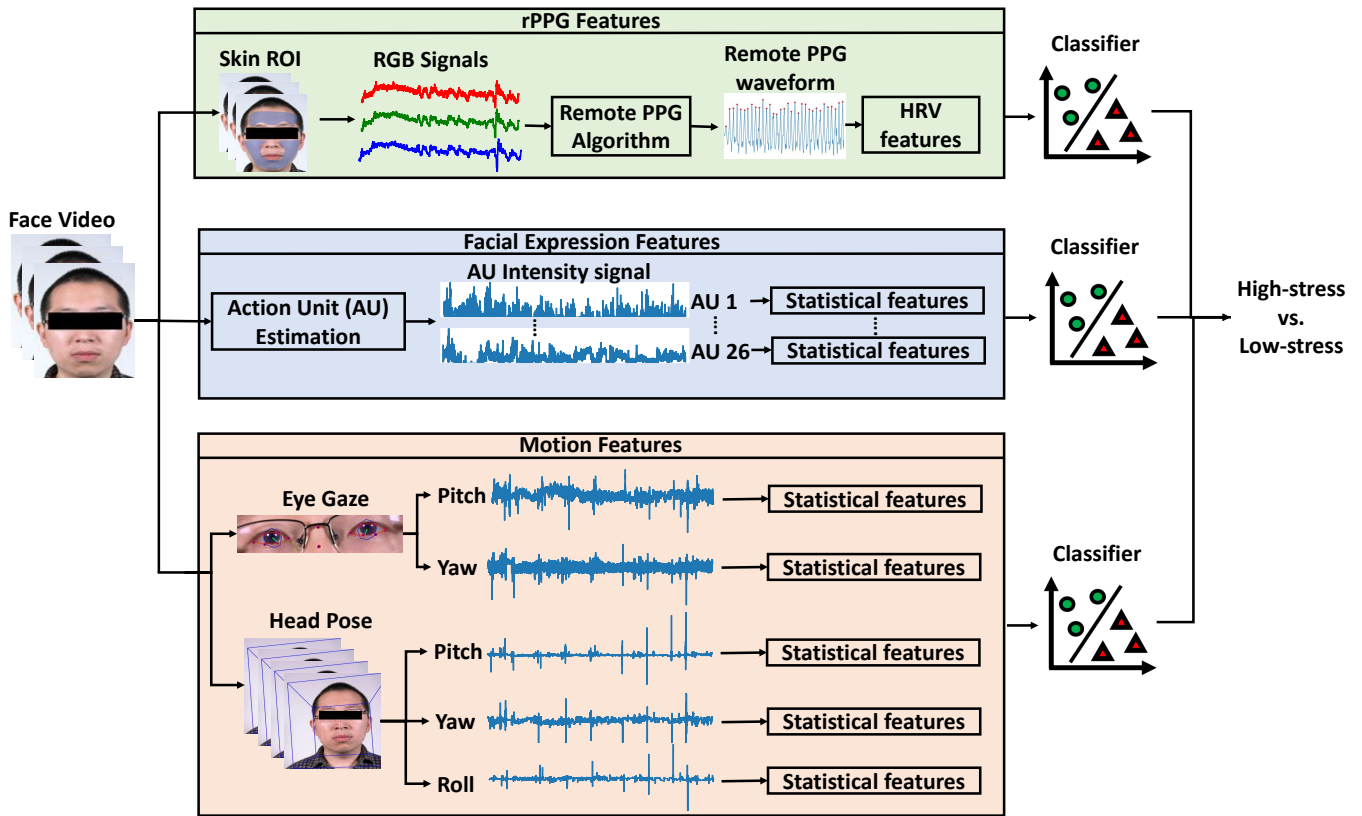 Face Video
rPPG Features
Skin ROI
RGB Signals
Remote PPG
Algorithm
Remote PPG
waveform
HRV
features
Classifier
Facial Expression Features
Action Unit (AU)
Estimation
AU Intensity signal
AU 1
Statistical features
AU 26
Statistical features
Classifier
Motion Features
Eye Gaze
Pitch
Statistical features
Yaw
Statistical features
Head Pose
Pitch
Statistical features
Yaw
Statistical features
Roll
Statistical features
Classifier
High-stress
vs.
Low-stress